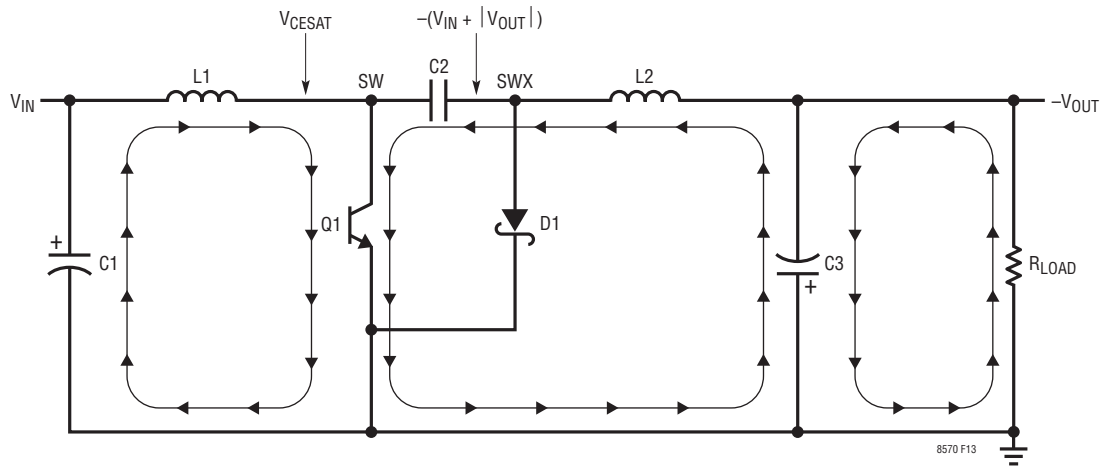 V_CESAT
–(V_IN + |V_OUT|)
L1
SW
C2
SWX
L2
V_IN
–V_OUT
Q1
D1
+
C1
C3
+
R_LOAD
8570 F13